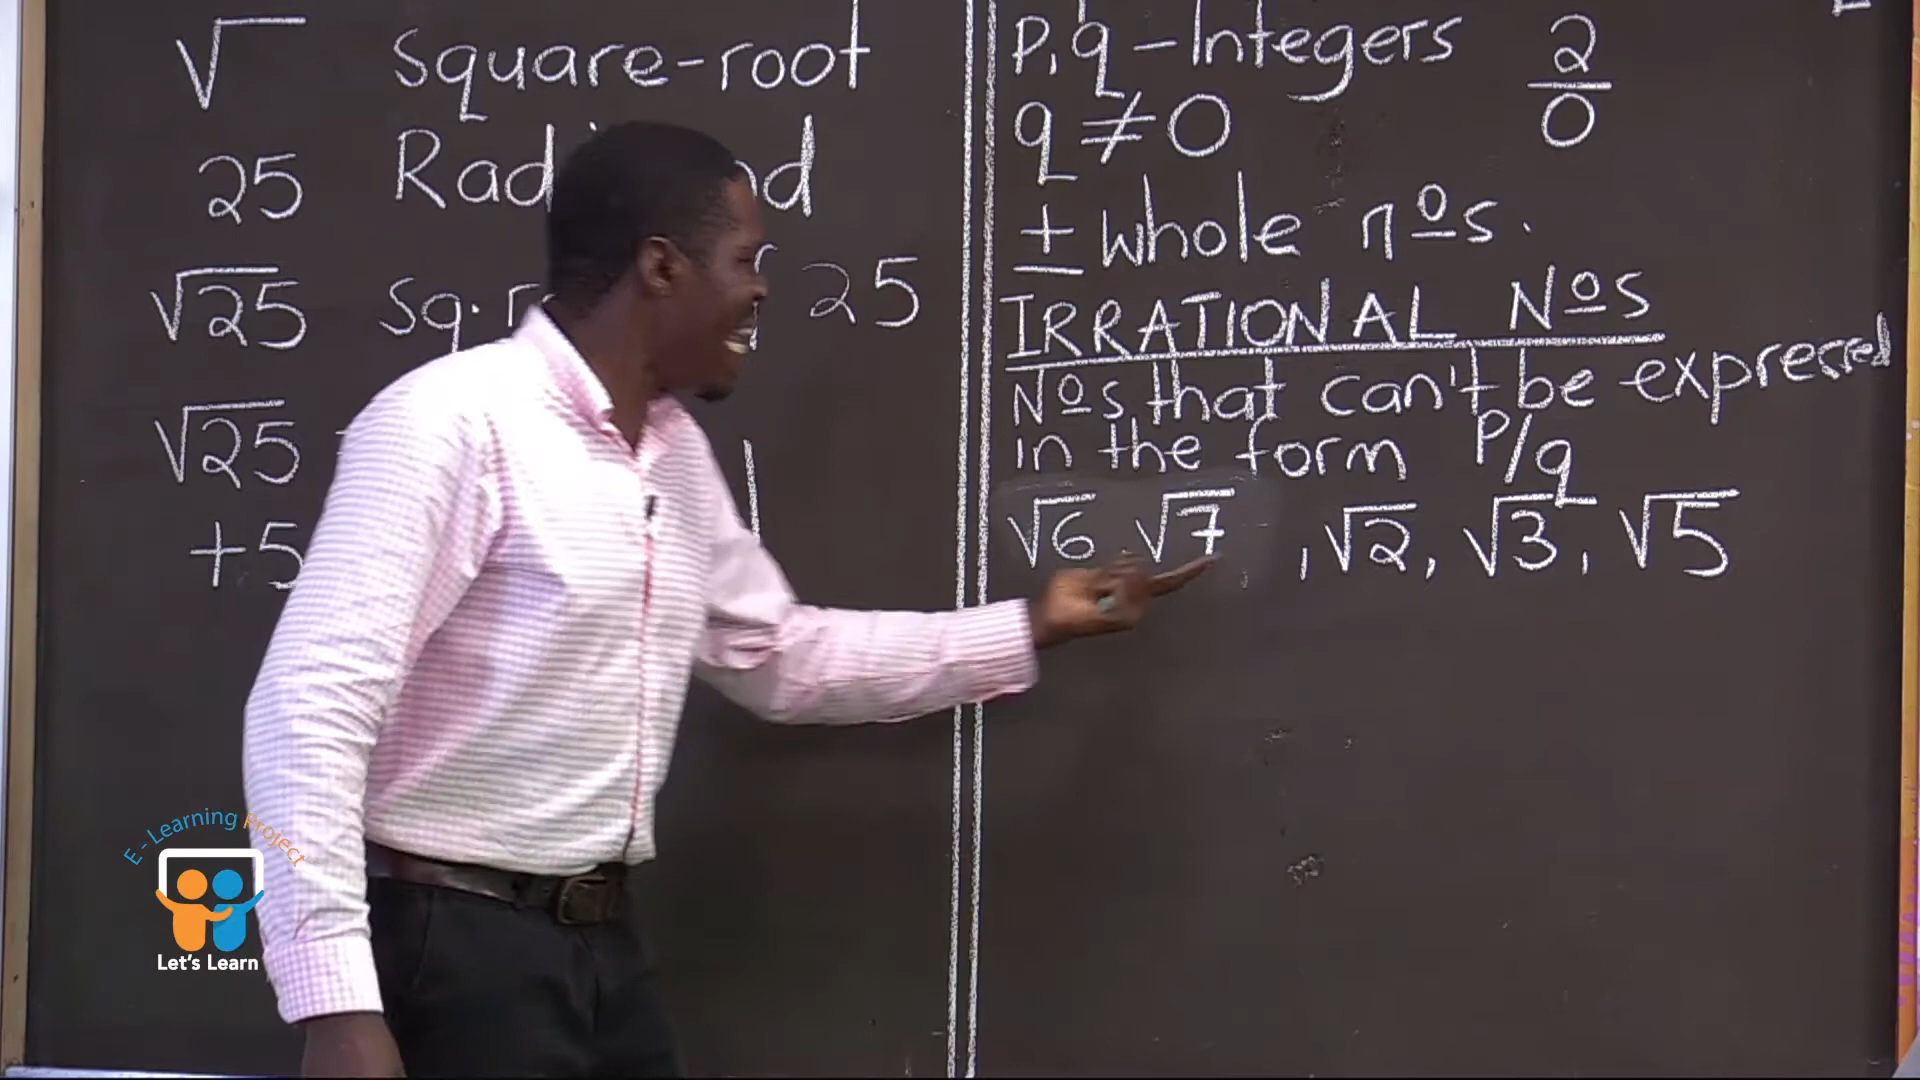 √ Square-root
25
√25 Sq. 25
√25
+5
P,q - Integers
2/0
q ≠ 0
± whole nos.
IRRATIONAL Nos
Nos that can't be expressed
in the form P/q
√6 √7 , √2, √3, √5
E - Learning Project
Let's Learn